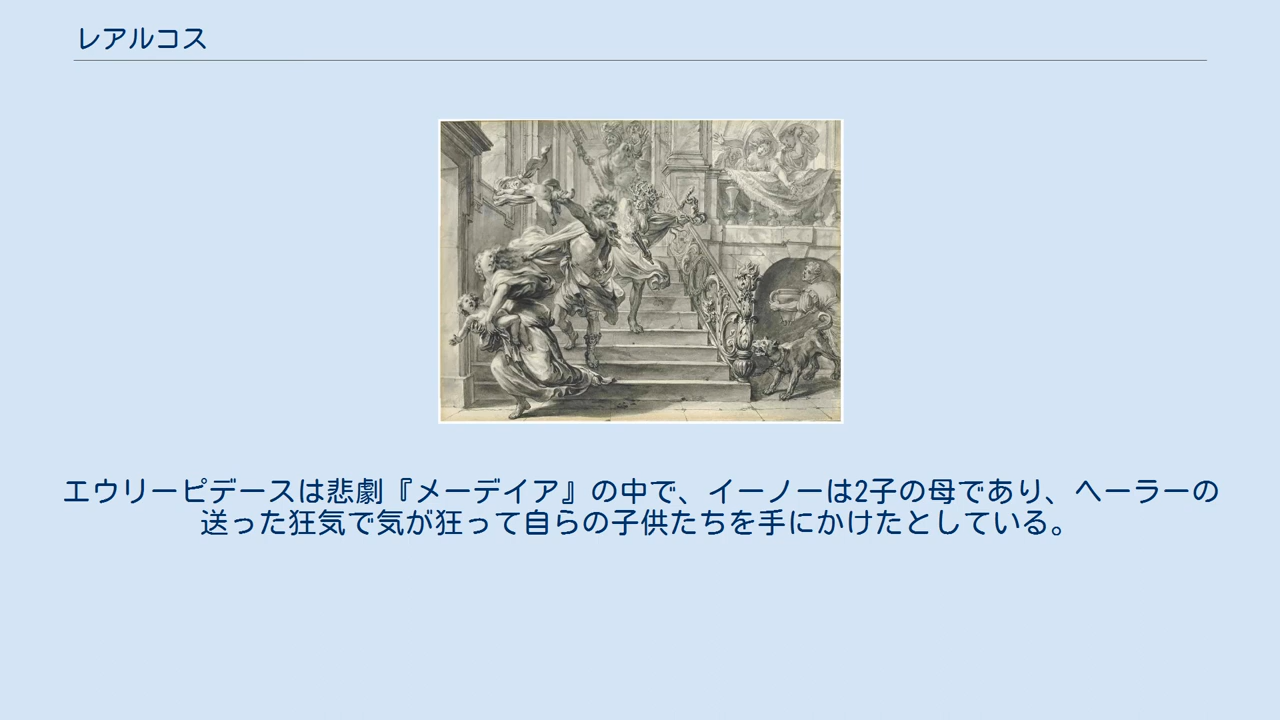 レアルコス
エウリーピデースは悲劇『メーデイア』の中で、イーノーは2子の母であり、ヘーラーの
送った狂気で気が狂って自らの子供たちを手にかけたとしている。